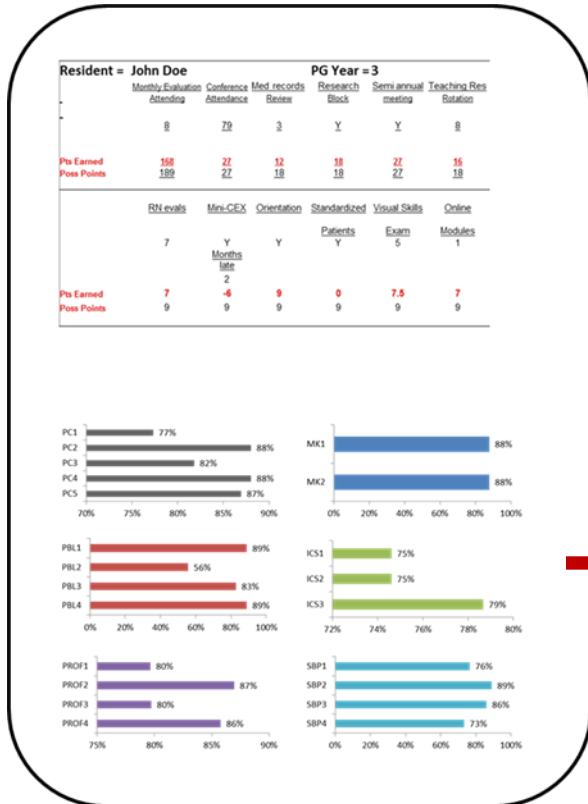 Resident = John Doe PG Year = 3
Monthly Evaluation Conference Med records Research Semi annual Teaching Res
Attending Attendance Review Block meeting Rotation
-
-
8 79 3 Y Y 8
Pts Earned 168 27 12 18 27 16
Poss Points 189 27 18 18 27 18
RN evals Mini-CEX Orientation Standardized Visual Skills Online
Patients Exam Modules
7 Y Y Y 5 1
Months
late
2
Pts Earned 7 -6 9 0 7.5 7
Poss Points 9 9 9 9 9 9
PC1 77%
PC2 88%
PC3 82%
PC4 88%
PC5 87%
70% 75% 80% 85% 90%
MK1 88%
MK2 88%
0% 20% 40% 60% 80% 100%
PBL1 89%
PBL2 56%
PBL3 83%
PBL4 89%
0% 20% 40% 60% 80% 100%
ICS1 75%
ICS2 75%
ICS3 79%
72% 74% 76% 78% 80%
PROF1 80%
PROF2 87%
PROF3 80%
PROF4 86%
75% 80% 85% 90%
SBP1 76%
SBP2 89%
SBP3 86%
SBP4 73%
0% 20% 40% 60% 80% 100%